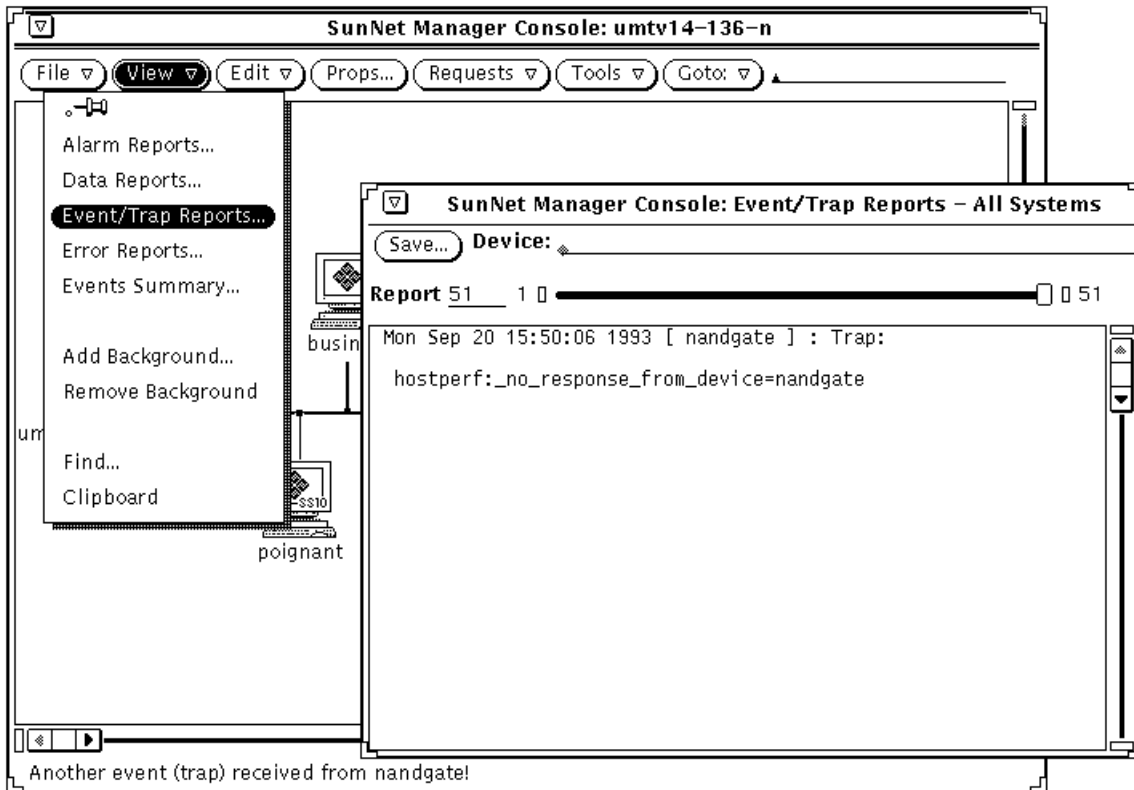 SunNet Manager Console: umtv14-136-n
File View Edit Props... Requests Tools Goto:
Alarm Reports...
Data Reports...
Event/Trap Reports...
Error Reports...
Events Summary...
Add Background...
Remove Background
Find...
Clipboard
um
busin
-SS10
poignant
SunNet Manager Console: Event/Trap Reports – All Systems
Save... Device:
Report 51 1 51
Mon Sep 20 15:50:06 1993 [ nandgate ] : Trap:
hostperf:_no_response_from_device=nandgate
Another event (trap) received from nandgate!